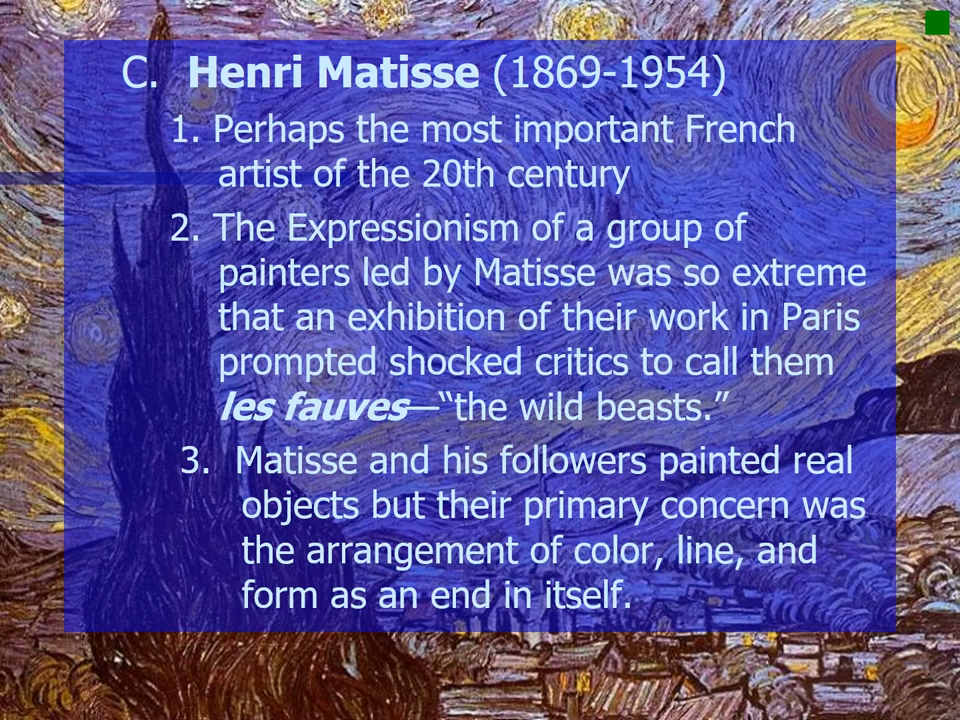 C. Henri Matisse (1869-1954)
1. Perhaps the most important French
artist of the 20th century
2. The Expressionism of a group of
painters led by Matisse was so extreme
that an exhibition of their work in Paris
prompted shocked critics to call them
les fauves—“the wild beasts.”
3. Matisse and his followers painted real
objects but their primary concern was
the arrangement of color, line, and
form as an end in itself.